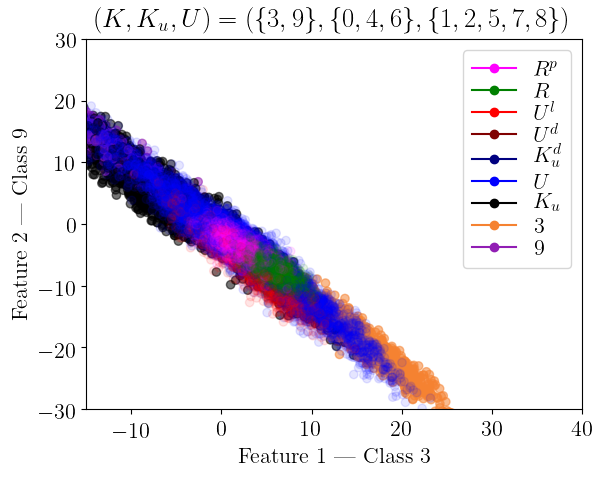 (K, K_u, U) = ({3, 9}, {0, 4, 6}, {1, 2, 5, 7, 8})
30
20
10
0
−10
−20
−30
Feature 2 — Class 9
R^p
R
U^l
U^d
K_u^d
U
K_u
3
9
−10
0
10
20
30
40
Feature 1 — Class 3